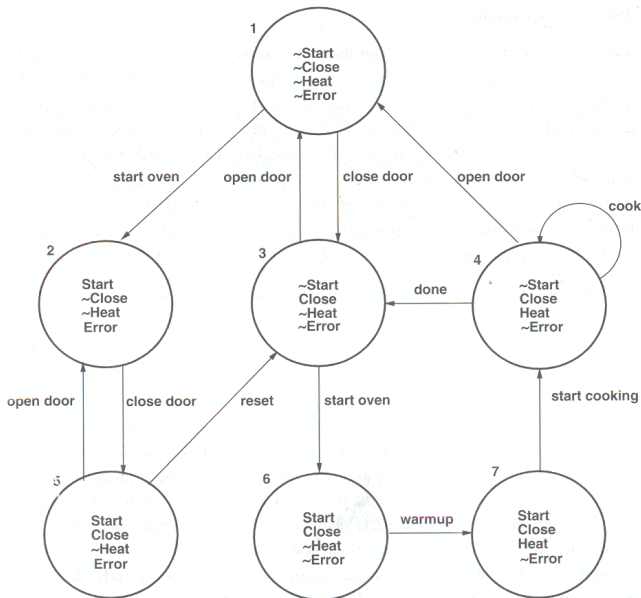 1
~Start
~Close
~Heat
~Error
start oven
open door
close door
open door
cook
2
Start
~Close
~Heat
Error
3
~Start
Close
~Heat
~Error
done
4
~Start
Close
Heat
~Error
open door
close door
reset
start oven
start cooking
5
Start
Close
~Heat
Error
6
Start
Close
~Heat
~Error
warmup
7
Start
Close
Heat
~Error